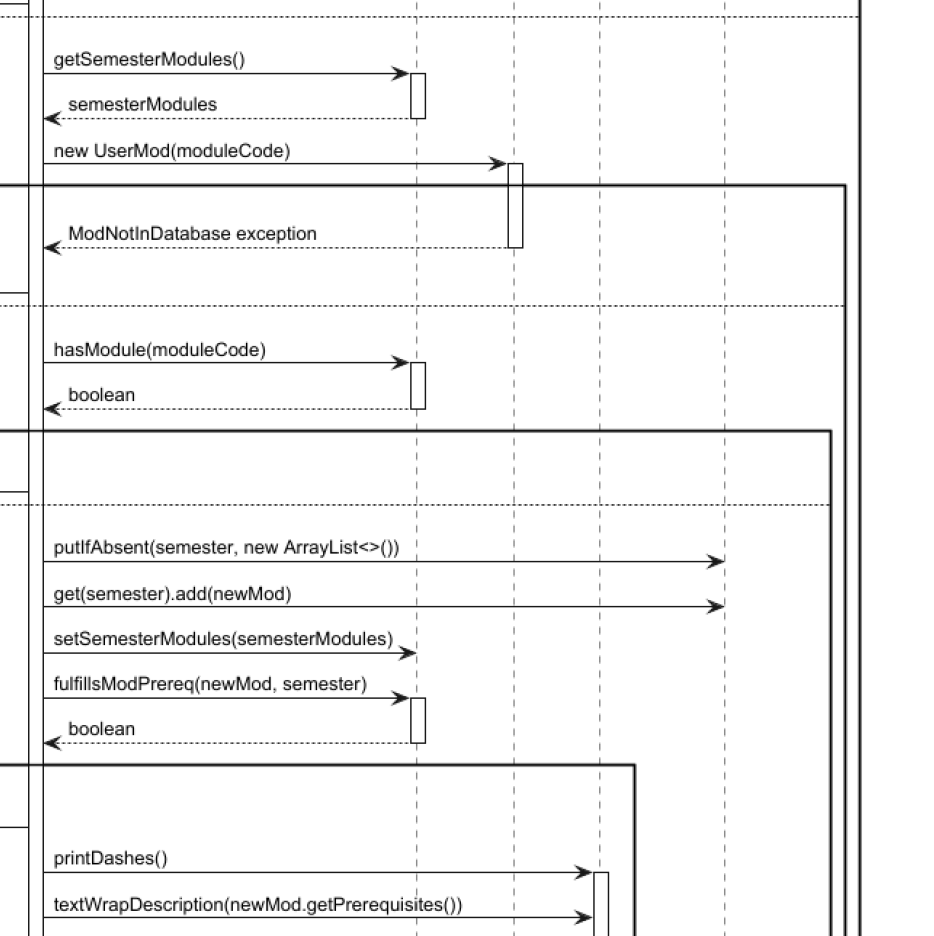 getSemesterModules()
semesterModules
new UserMod(moduleCode)
ModNotInDatabase exception
hasModule(moduleCode)
boolean
putIfAbsent(semester, new ArrayList<>())
get(semester).add(newMod)
setSemesterModules(semesterModules)
fulfillsModPrereq(newMod, semester)
boolean
printDashes()
textWrapDescription(newMod.getPrerequisites())